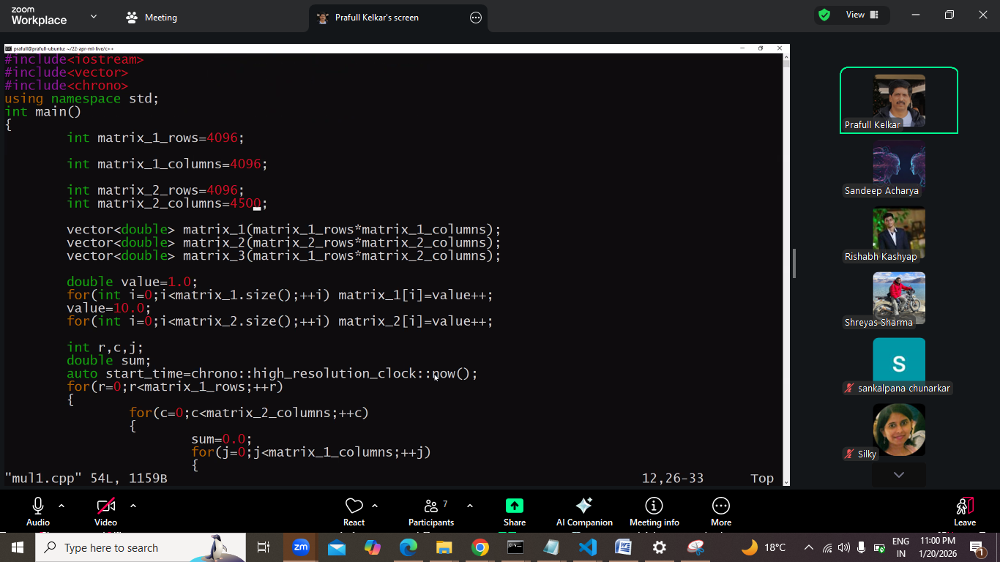 zoom
Workplace
Meeting
Prafull Kelkar's screen
View
prafull@prafull-ubuntu: ~/22-apr-ml-live/c++
#include<iostream>
#include<vector>
#include<chrono>
using namespace std;
int main()
{
int matrix_1_rows=4096;
int matrix_1_columns=4096;
int matrix_2_rows=4096;
int matrix_2_columns=4500;
vector<double> matrix_1(matrix_1_rows*matrix_1_columns);
vector<double> matrix_2(matrix_2_rows*matrix_2_columns);
vector<double> matrix_3(matrix_1_rows*matrix_2_columns);
double value=1.0;
for(int i=0;i<matrix_1.size();++i) matrix_1[i]=value++;
value=10.0;
for(int i=0;i<matrix_2.size();++i) matrix_2[i]=value++;
int r,c,j;
double sum;
auto start_time=chrono::high_resolution_clock::now();
for(r=0;r<matrix_1_rows;++r)
{
for(c=0;c<matrix_2_columns;++c)
{
sum=0.0;
for(j=0;j<matrix_1_columns;++j)
{
"mul1.cpp" 54L, 1159B 12,26-33 Top
Prafull Kelkar
Sandeep Acharya
Rishabh Kashyap
Shreyas Sharma
S
sankalpana chunarkar
Silky
Audio
Video
React
7
Participants
Share
AI Companion
Meeting info
More
Leave
Type here to search
zm
18°C
ENG
IN
11:00 PM
1/20/2026
1